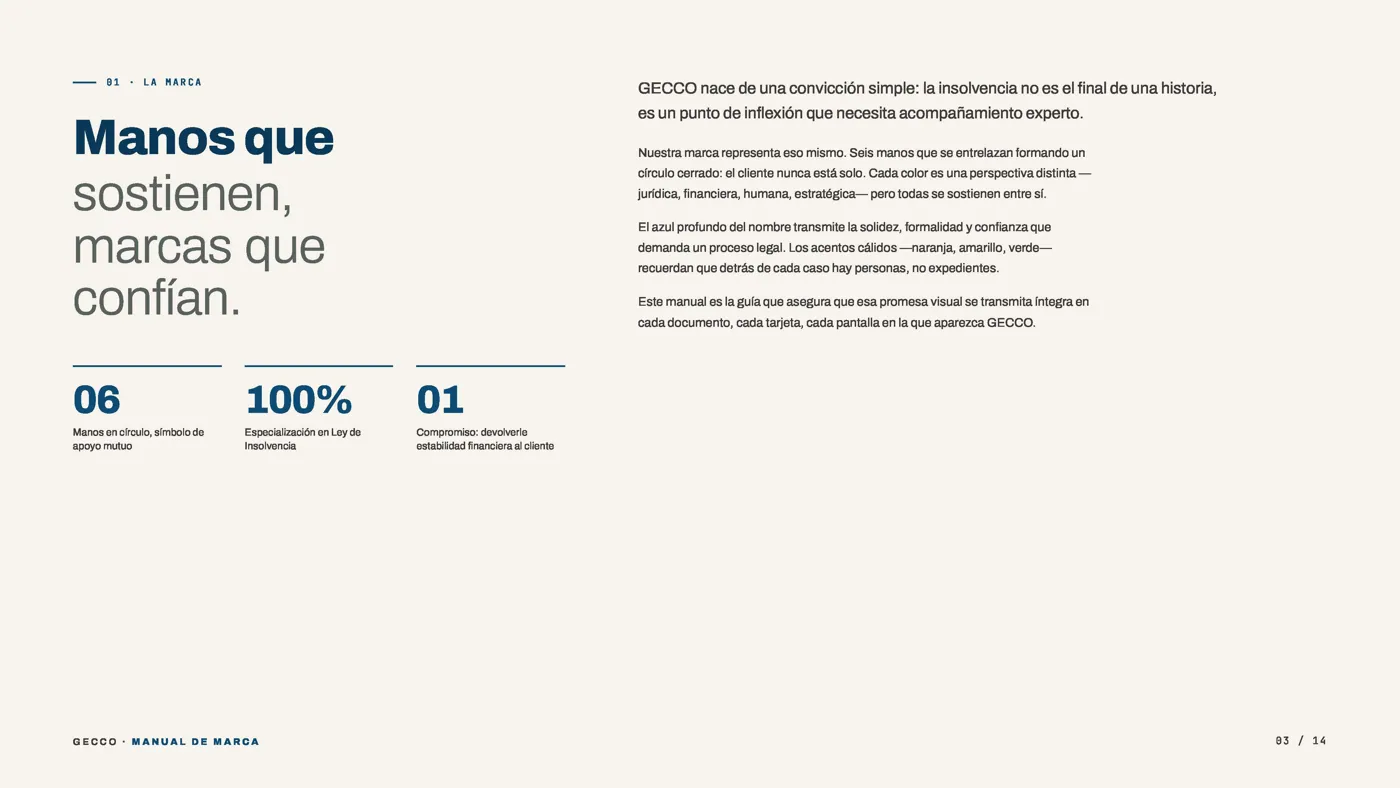 01 · LA MARCA
Manos que
sostienen,
marcas que
confían.
06
Manos en círculo, símbolo de
apoyo mutuo
100%
Especialización en Ley de
Insolvencia
01
Compromiso: devolverle
estabilidad financiera al cliente
GECCO nace de una convicción simple: la insolvencia no es el final de una historia,
es un punto de inflexión que necesita acompañamiento experto.
Nuestra marca representa eso mismo. Seis manos que se entrelazan formando un
círculo cerrado: el cliente nunca está solo. Cada color es una perspectiva distinta —
jurídica, financiera, humana, estratégica— pero todas se sostienen entre sí.
El azul profundo del nombre transmite la solidez, formalidad y confianza que
demanda un proceso legal. Los acentos cálidos —naranja, amarillo, verde—
recuerdan que detrás de cada caso hay personas, no expedientes.
Este manual es la guía que asegura que esa promesa visual se transmita íntegra en
cada documento, cada tarjeta, cada pantalla en la que aparezca GECCO.
GECCO · MANUAL DE MARCA
03 / 14